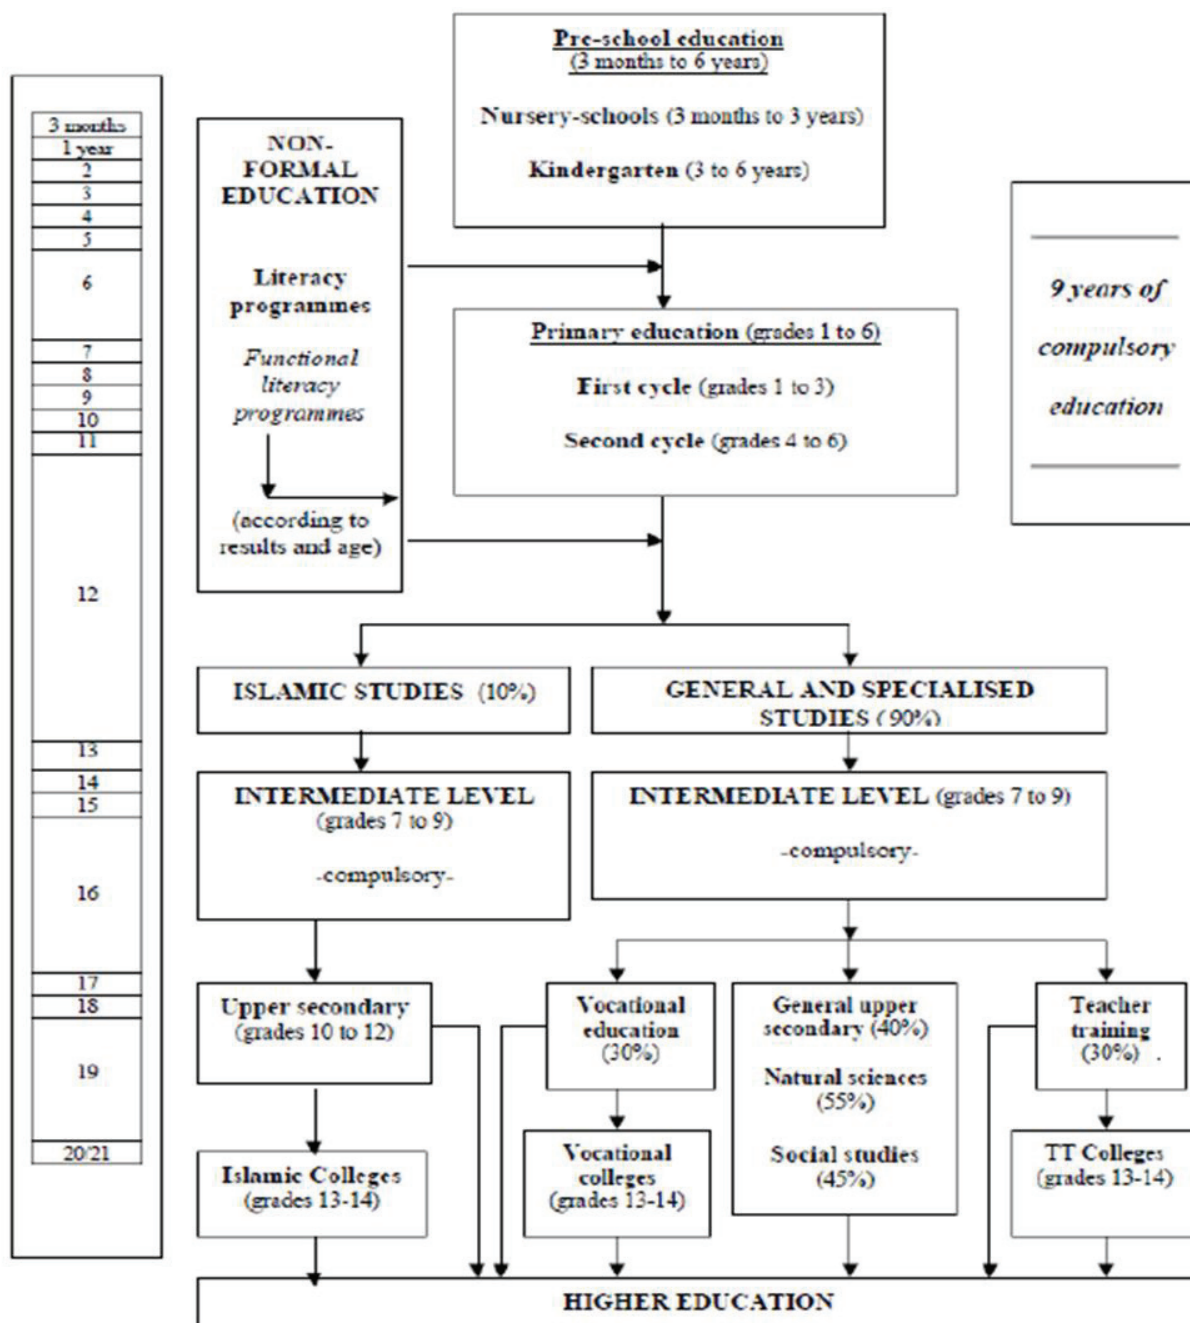 3 months
1 year
2
3
4
5
6
7
8
9
10
11
12
13
14
15
16
17
18
19
20/21
NON-
FORMAL
EDUCATION
Literacy
programmes
Functional
literacy
programmes
(according to
results and age)
Pre-school education
(3 months to 6 years)
Nursery-schools (3 months to 3 years)
Kindergarten (3 to 6 years)
Primary education (grades 1 to 6)
First cycle (grades 1 to 3)
Second cycle (grades 4 to 6)
9 years of
compulsory
education
ISLAMIC STUDIES (10%)
GENERAL AND SPECIALISED
STUDIES (90%)
INTERMEDIATE LEVEL
(grades 7 to 9)
-compulsory-
INTERMEDIATE LEVEL (grades 7 to 9)
-compulsory-
Upper secondary
(grades 10 to 12)
Vocational
education
(30%)
General upper
secondary (40%)
Natural sciences
(55%)
Social studies
(45%)
Teacher
training
(30%) .
Islamic Colleges
(grades 13-14)
Vocational
colleges
(grades 13-14)
TT Colleges
(grades 13-14)
HIGHER EDUCATION